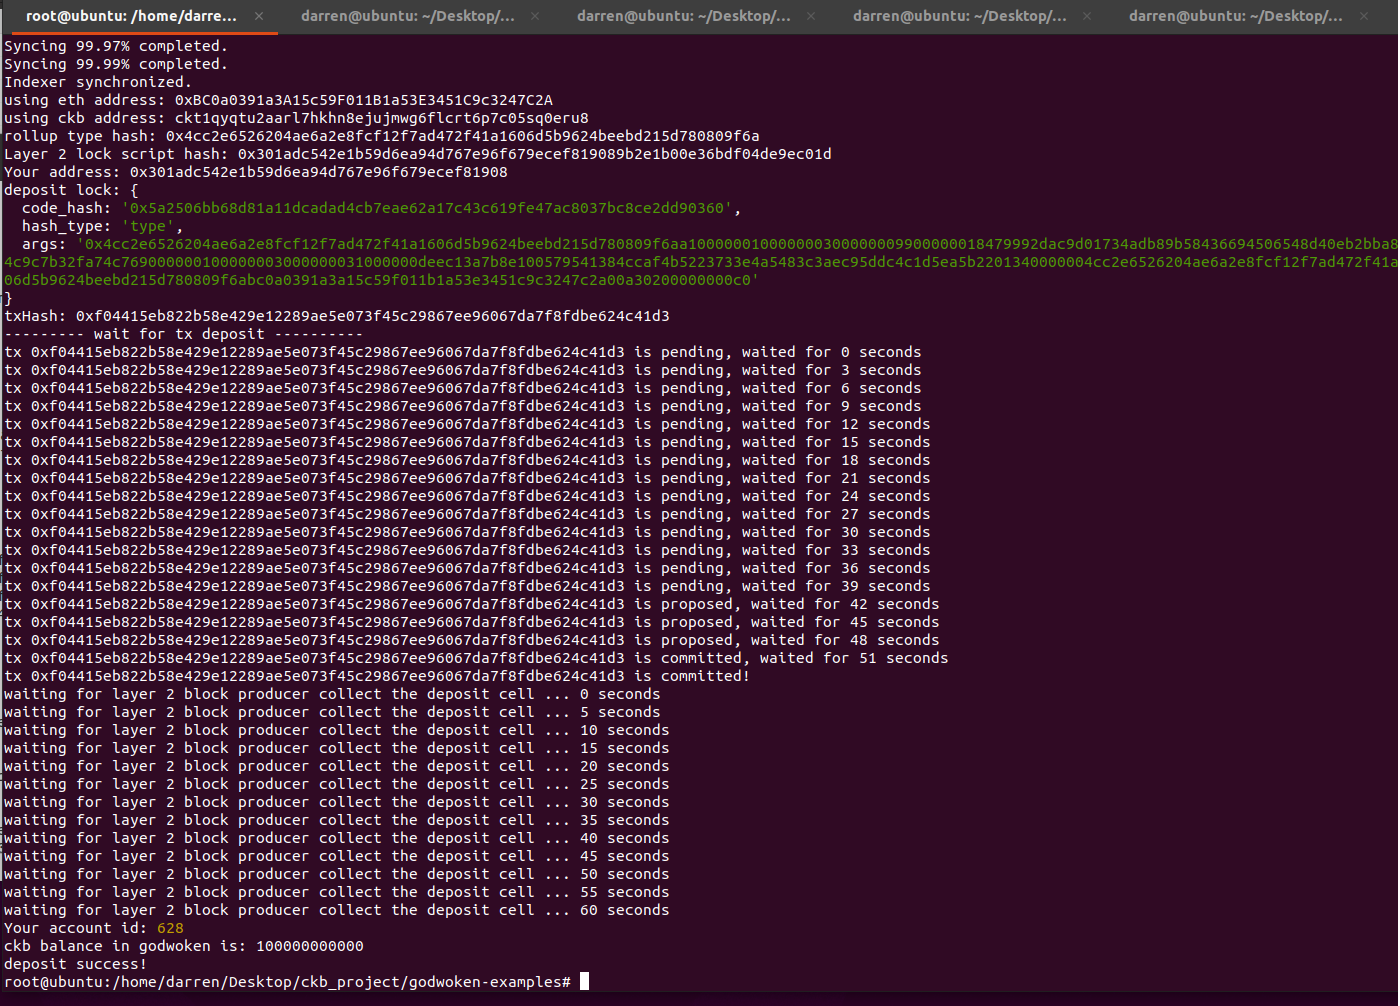 root@ubuntu: /home/darre... × darren@ubuntu: ~/Desktop/... × darren@ubuntu: ~/Desktop/... × darren@ubuntu: ~/Desktop/... × darren@ubuntu: ~/Desktop/... ×
Syncing 99.97% completed.
Syncing 99.99% completed.
Indexer synchronized.
using eth address: 0xBC0a0391a3A15c59F011B1a53E3451C9c3247C2A
using ckb address: ckt1qyqtu2aarl7hkhn8ejujmwg6flcrt6p7c05sq0eru8
rollup type hash: 0x4cc2e6526204ae6a2e8fcf12f7ad472f41a1606d5b9624beebd215d780809f6a
Layer 2 lock script hash: 0x301adc542e1b59d6ea94d767e96f679ecef819089b2e1b00e36bdf04de9ec01d
Your address: 0x301adc542e1b59d6ea94d767e96f679ecef81908
deposit lock: {
  code_hash: '0x5a2506bb68d81a11dcadad4cb7eae62a17c43c619fe47ac8037bc8ce2dd90360',
  hash_type: 'type',
  args: '0x4cc2e6526204ae6a2e8fcf12f7ad472f41a1606d5b9624beebd215d780809f6aa10000001000000030000000990000001847999 2dac9d01734adb89b58436694506548d40eb2bba8
4c9c7b32fa74c769000000010000000300000031000000deec13a7b8e100579541384ccaf4b5223733e4a5483c3aec95ddc4c1d5ea5b2201340000004cc2e6526204ae6a2e8fcf12f7ad472f41a
06d5b9624beebd215d780809f6abc0a0391a3a15c59f011b1a53e3451c9c3247c2a00a30200000000c0'
}
txHash: 0xf04415eb822b58e429e12289ae5e073f45c29867ee96067da7f8fdbe624c41d3
--------- wait for tx deposit ----------
tx 0xf04415eb822b58e429e12289ae5e073f45c29867ee96067da7f8fdbe624c41d3 is pending, waited for 0 seconds
tx 0xf04415eb822b58e429e12289ae5e073f45c29867ee96067da7f8fdbe624c41d3 is pending, waited for 3 seconds
tx 0xf04415eb822b58e429e12289ae5e073f45c29867ee96067da7f8fdbe624c41d3 is pending, waited for 6 seconds
tx 0xf04415eb822b58e429e12289ae5e073f45c29867ee96067da7f8fdbe624c41d3 is pending, waited for 9 seconds
tx 0xf04415eb822b58e429e12289ae5e073f45c29867ee96067da7f8fdbe624c41d3 is pending, waited for 12 seconds
tx 0xf04415eb822b58e429e12289ae5e073f45c29867ee96067da7f8fdbe624c41d3 is pending, waited for 15 seconds
tx 0xf04415eb822b58e429e12289ae5e073f45c29867ee96067da7f8fdbe624c41d3 is pending, waited for 18 seconds
tx 0xf04415eb822b58e429e12289ae5e073f45c29867ee96067da7f8fdbe624c41d3 is pending, waited for 21 seconds
tx 0xf04415eb822b58e429e12289ae5e073f45c29867ee96067da7f8fdbe624c41d3 is pending, waited for 24 seconds
tx 0xf04415eb822b58e429e12289ae5e073f45c29867ee96067da7f8fdbe624c41d3 is pending, waited for 27 seconds
tx 0xf04415eb822b58e429e12289ae5e073f45c29867ee96067da7f8fdbe624c41d3 is pending, waited for 30 seconds
tx 0xf04415eb822b58e429e12289ae5e073f45c29867ee96067da7f8fdbe624c41d3 is pending, waited for 33 seconds
tx 0xf04415eb822b58e429e12289ae5e073f45c29867ee96067da7f8fdbe624c41d3 is pending, waited for 36 seconds
tx 0xf04415eb822b58e429e12289ae5e073f45c29867ee96067da7f8fdbe624c41d3 is pending, waited for 39 seconds
tx 0xf04415eb822b58e429e12289ae5e073f45c29867ee96067da7f8fdbe624c41d3 is proposed, waited for 42 seconds
tx 0xf04415eb822b58e429e12289ae5e073f45c29867ee96067da7f8fdbe624c41d3 is proposed, waited for 45 seconds
tx 0xf04415eb822b58e429e12289ae5e073f45c29867ee96067da7f8fdbe624c41d3 is proposed, waited for 48 seconds
tx 0xf04415eb822b58e429e12289ae5e073f45c29867ee96067da7f8fdbe624c41d3 is committed, waited for 51 seconds
tx 0xf04415eb822b58e429e12289ae5e073f45c29867ee96067da7f8fdbe624c41d3 is committed!
waiting for layer 2 block producer collect the deposit cell ... 0 seconds
waiting for layer 2 block producer collect the deposit cell ... 5 seconds
waiting for layer 2 block producer collect the deposit cell ... 10 seconds
waiting for layer 2 block producer collect the deposit cell ... 15 seconds
waiting for layer 2 block producer collect the deposit cell ... 20 seconds
waiting for layer 2 block producer collect the deposit cell ... 25 seconds
waiting for layer 2 block producer collect the deposit cell ... 30 seconds
waiting for layer 2 block producer collect the deposit cell ... 35 seconds
waiting for layer 2 block producer collect the deposit cell ... 40 seconds
waiting for layer 2 block producer collect the deposit cell ... 45 seconds
waiting for layer 2 block producer collect the deposit cell ... 50 seconds
waiting for layer 2 block producer collect the deposit cell ... 55 seconds
waiting for layer 2 block producer collect the deposit cell ... 60 seconds
Your account id: 628
ckb balance in godwoken is: 100000000000
deposit success!
root@ubuntu:/home/darren/Desktop/ckb_project/godwoken-examples#